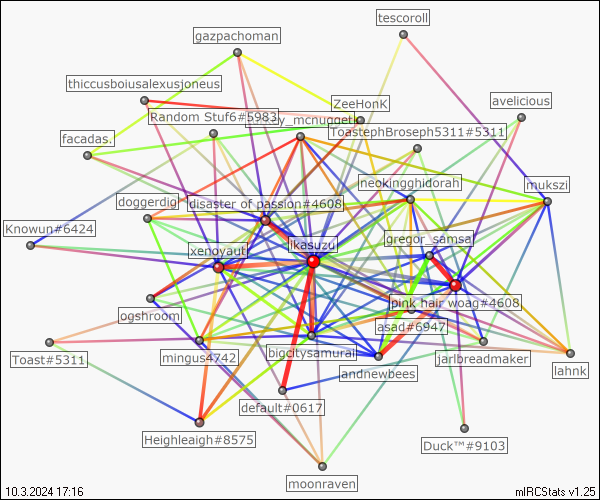 tescoroll
gazpachoman
thiccusboiusalexusjoneus
ZeeHonK
avelicious
Random Stuf6#5983
y_mcnugget
ToastephBroseph5311#5311
facadas.
neokingghidorah
mukszi
doggerdig
disaster of passion#4608
Knowun#6424
xenoyaut
ikasuzu
gregor_samsa
ogshroom
pink hair woag#4608
asad#6947
Toast#5311
mingus4742
bigcitysamurai
andnewbees
jarlbreadmaker
lahnk
default#0617
Heighleaigh#8575
Duck™#9103
moonraven
10.3.2024 17:16
mIRCStats v1.25